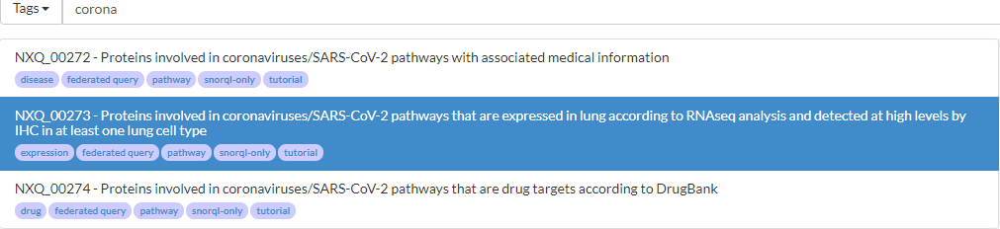 Tags corona
NXQ_00272 - Proteins involved in coronaviruses/SARS-CoV-2 pathways with associated medical information
disease federated query pathway snorql-only tutorial
NXQ_00273 - Proteins involved in coronaviruses/SARS-CoV-2 pathways that are expressed in lung according to RNAseq analysis and detected at high levels by
IHC in at least one lung cell type
expression federated query pathway snorql-only tutorial
NXQ_00274 - Proteins involved in coronaviruses/SARS-CoV-2 pathways that are drug targets according to DrugBank
drug federated query pathway snorql-only tutorial